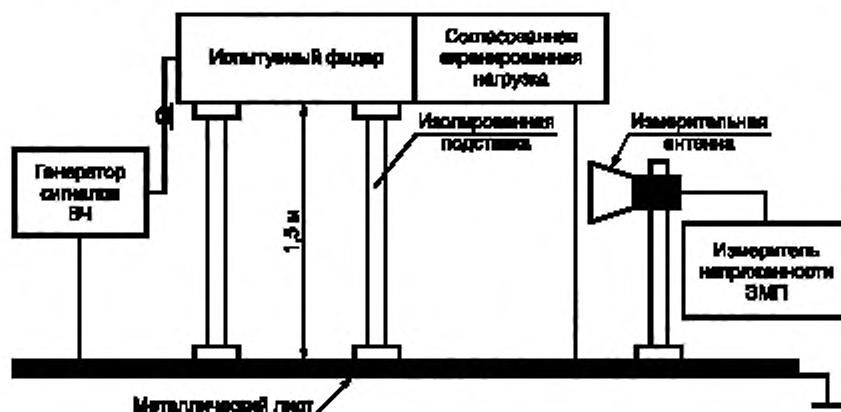 Испытуемый фидер
Согласованная
экранированная
нагрузка
Изолированная
подставка
Измерительная
антенна
Генератор
сигналов
ВЧ
1,5 м
Измеритель
напряженности
ЭМП
Металлический лист